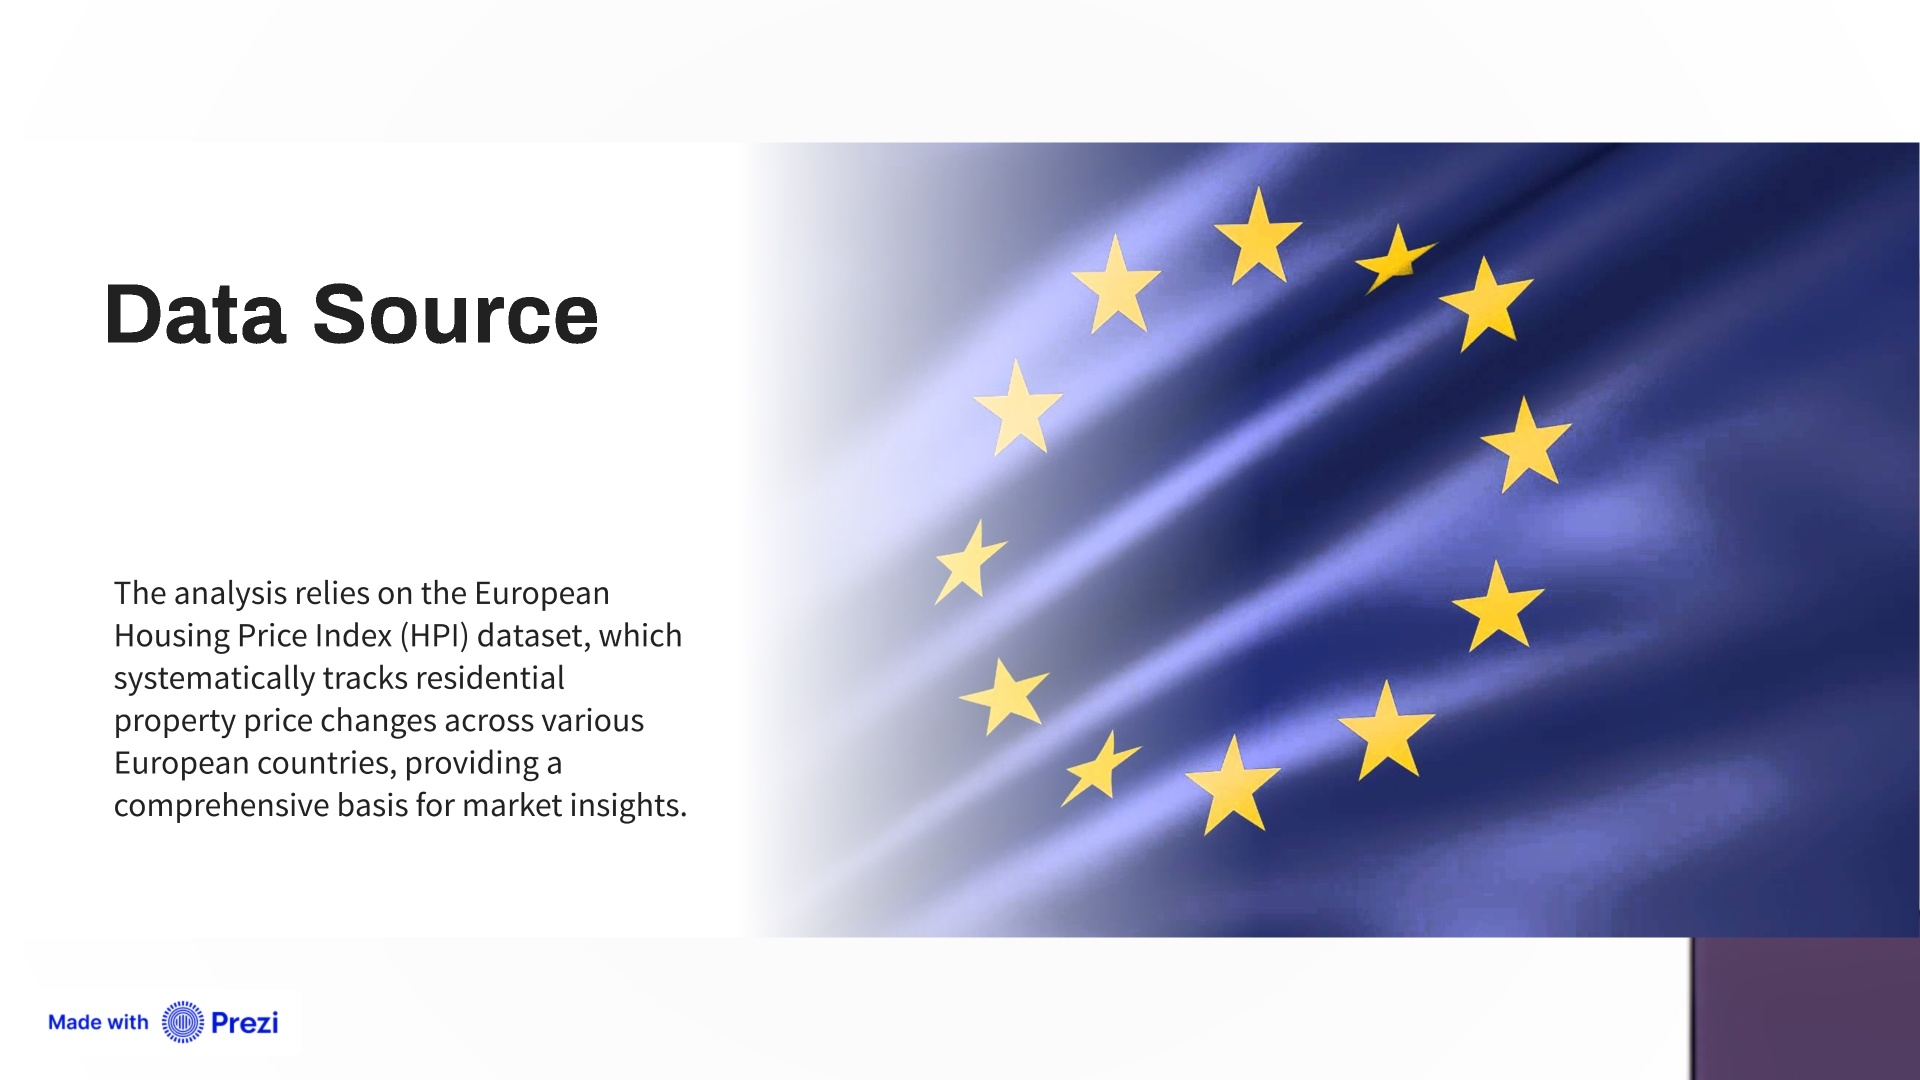 Data Source
The analysis relies on the European
Housing Price Index (HPI) dataset, which
systematically tracks residential
property price changes across various
European countries, providing a
comprehensive basis for market insights.
Made with Prezi